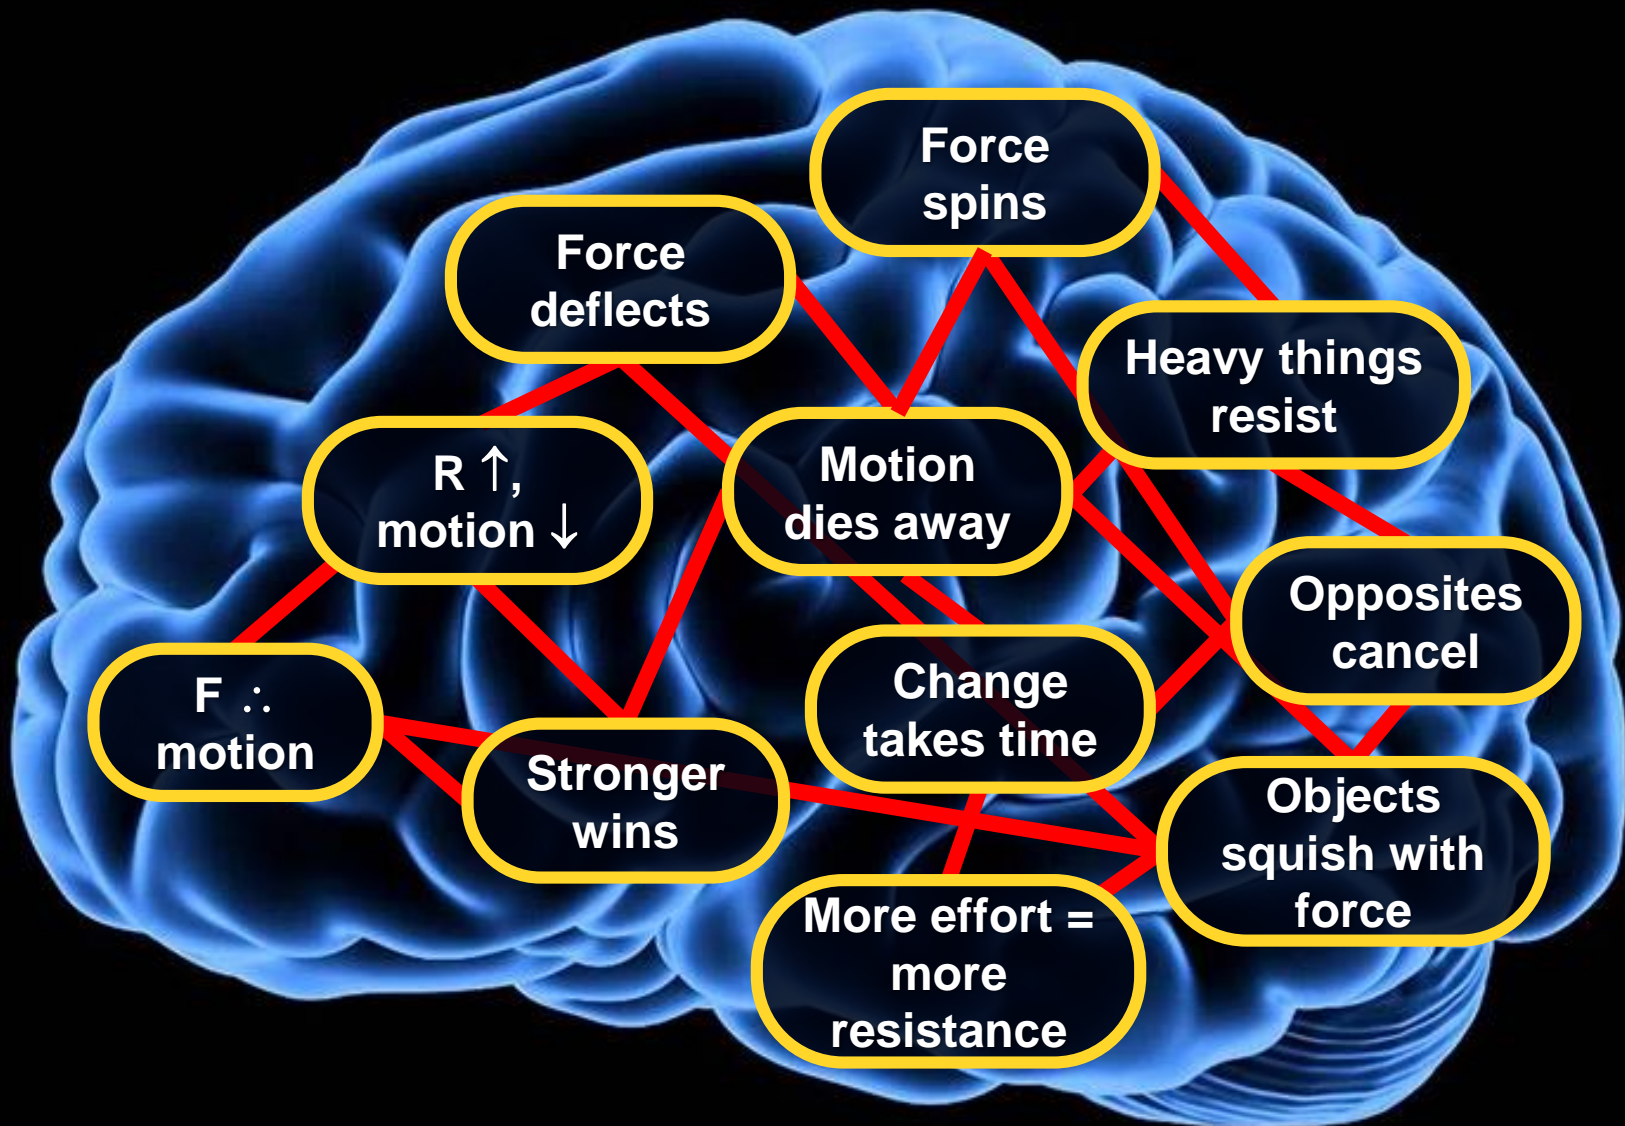 Force
spins
Force
deflects
Heavy things
resist
R ↑,
motion ↓
Motion
dies away
Opposites
cancel
F ∴
motion
Change
takes time
Stronger
wins
Objects
squish with
force
More effort =
more
resistance